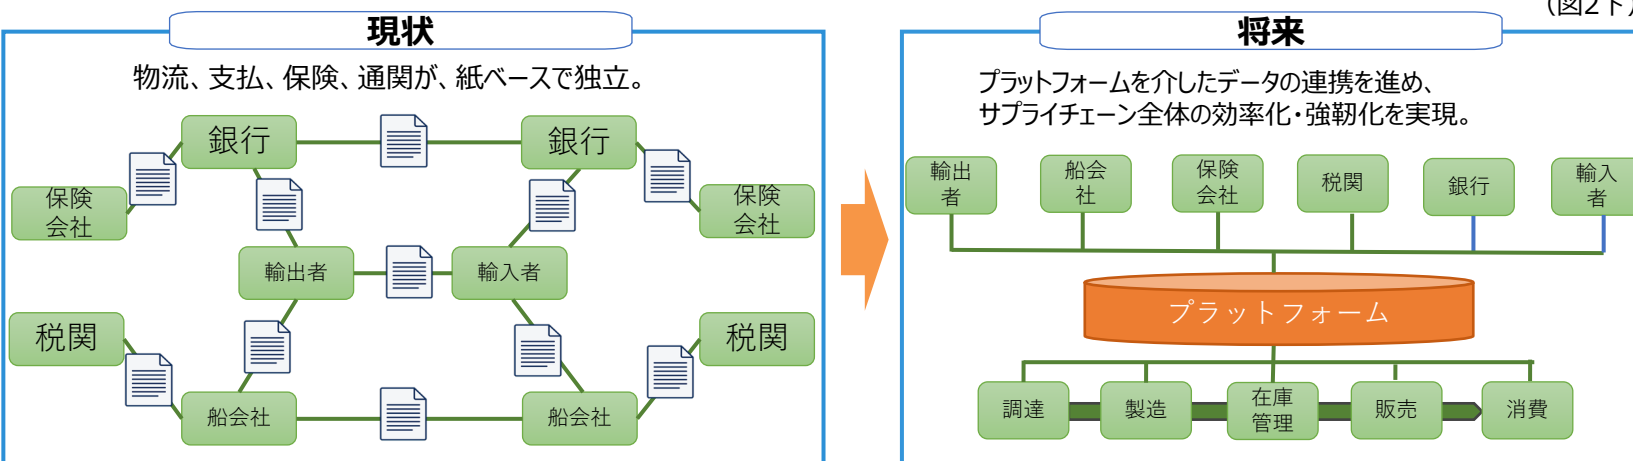 (図2下)
現状
物流、支払、保険、通関が、紙ベースで独立。
銀行
銀行
保険
会社
保険
会社
輸出者
輸入者
税関
税関
船会社
船会社
将来
プラットフォームを介したデータの連携を進め、
サプライチェーン全体の効率化・強靭化を実現。
輸出
者
船会
社
保険
会社
税関
銀行
輸入
者
プラットフォーム
調達
製造
在庫
管理
販売
消費